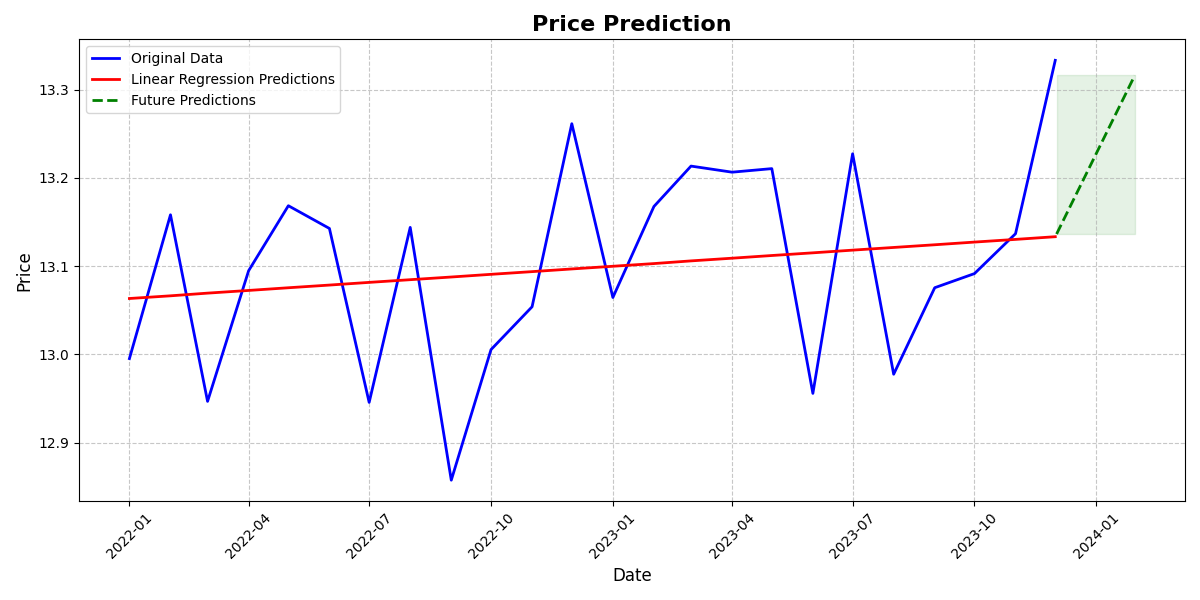 Price Prediction
Original Data
Linear Regression Predictions
Future Predictions
Price
13.3
13.2
13.1
13.0
12.9
2022-01
2022-04
2022-07
2022-10
2023-01
2023-04
2023-07
2023-10
2024-01
Date